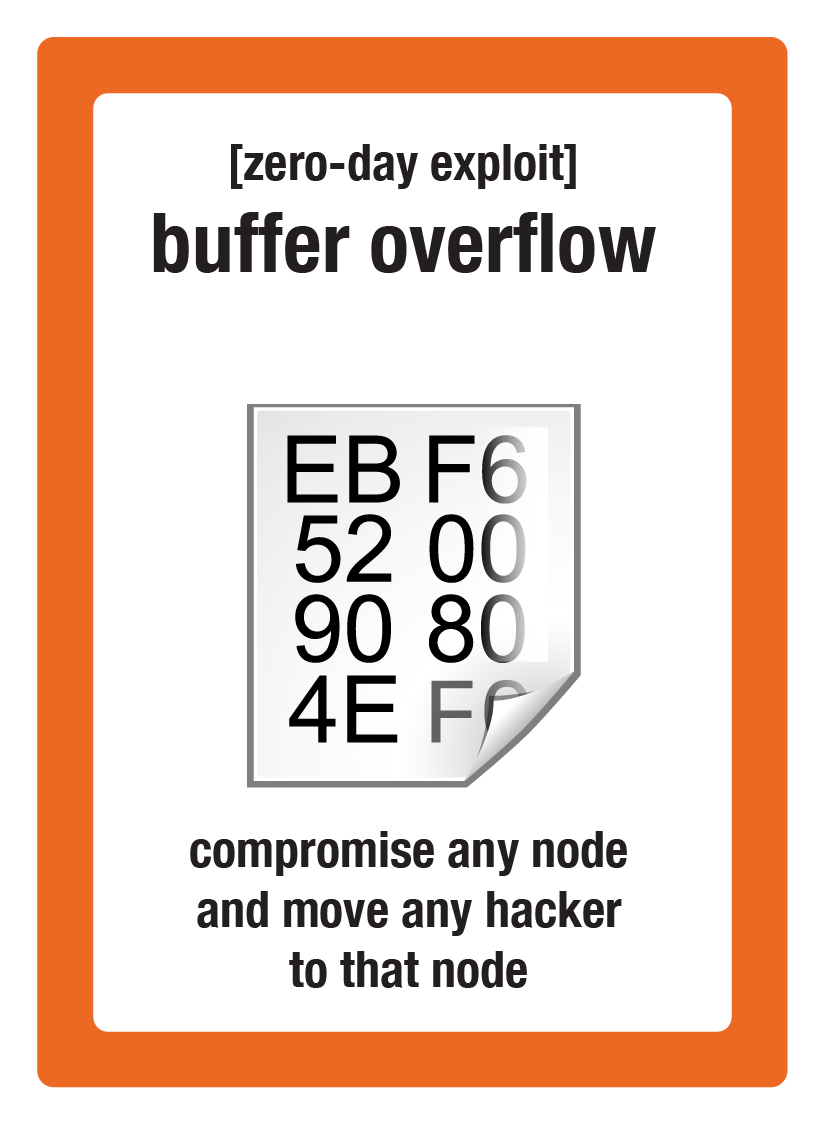 [zero-day exploit]
buffer overflow
EB F6
52 00
90 80
4E F
compromise any node
and move any hacker
to that node